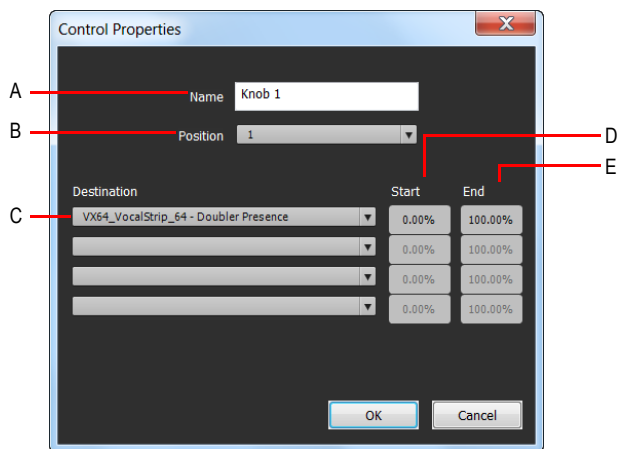 Control Properties
A
Name
Knob 1
B
Position
1
D
E
Destination
Start
End
C
VX64_VocalStrip_64 - Doubler Presence
0.00%
100.00%
0.00%
100.00%
0.00%
100.00%
0.00%
100.00%
OK
Cancel